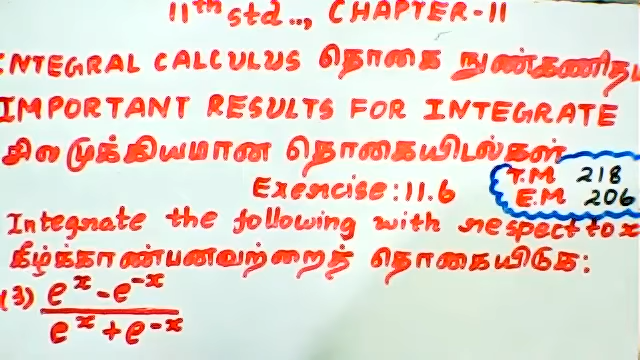 11th std..., CHAPTER-11
INTEGRAL CALCULUS தொகை நுண்கணிதம்
IMPORTANT RESULTS FOR INTEGRATE
சில முக்கியமான தொகையிடல்கள்
T.M 218
Exercise: 11.6
E.M 206
Integrate the following with respect to x
கீழ்க்காண்பனவற்றைத் தொகையிடுக:
(3) e^x - e^-x
e^x + e^-x